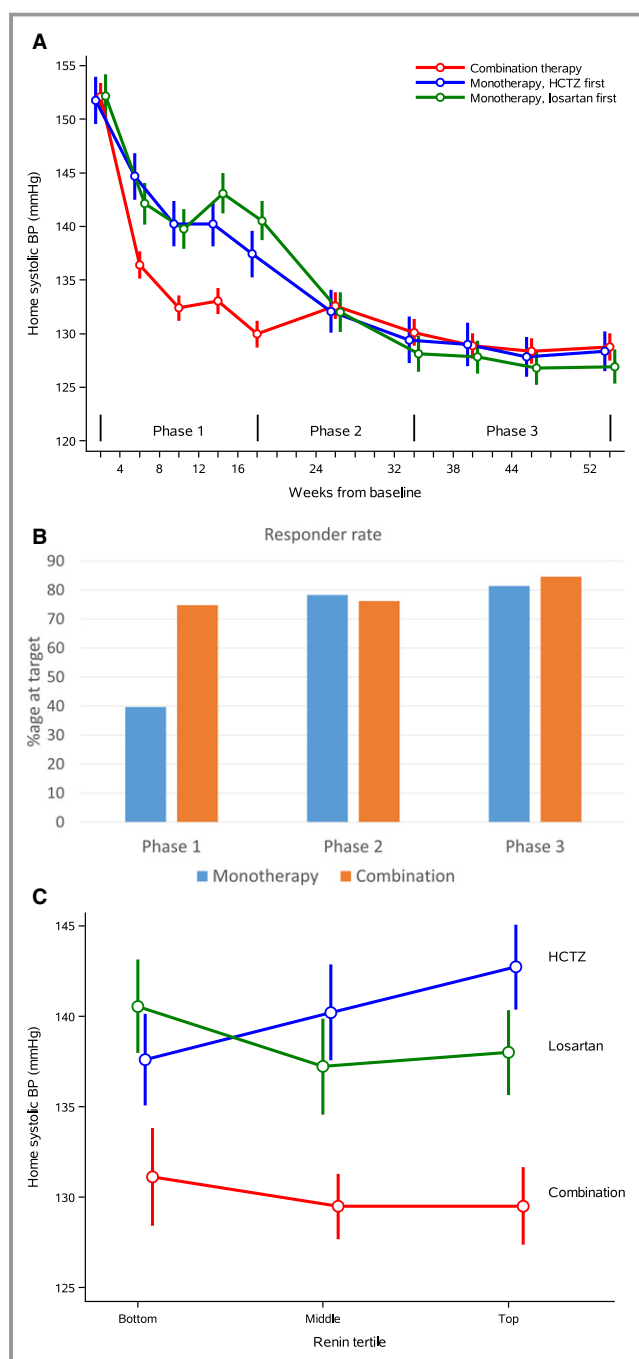 A
155
150
145
140
135
130
125
120
Home systolic BP (mmHg)
Combination therapy
Monotherapy, HCTZ first
Monotherapy, losartan first
Phase 1 Phase 2 Phase 3
4 8 12 16 26 32 38 44 52
Weeks from baseline
B
Responder rate
90
80
70
60
50
40
30
20
10
0
%age at target
Phase 1 Phase 2 Phase 3
Monotherapy Combination
C
145
140
135
130
125
Home systolic BP (mmHg)
HCTZ
Losartan
Combination
Bottom Middle Top
Renin tertile